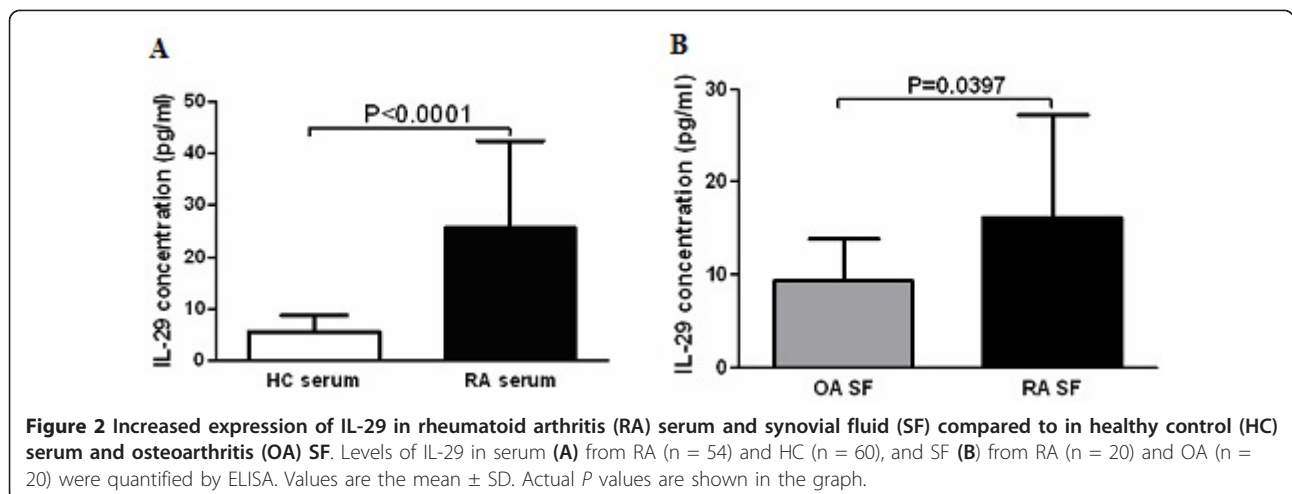 A
B
P<0.0001
P=0.0397
IL-29 concentration (pg/ml)
50
40
30
20
10
0
HC serum
RA serum
IL-29 concentration (pg/ml)
30
20
10
0
OA SF
RA SF
Figure 2 Increased expression of IL-29 in rheumatoid arthritis (RA) serum and synovial fluid (SF) compared to in healthy control (HC)
serum and osteoarthritis (OA) SF. Levels of IL-29 in serum (A) from RA (n = 54) and HC (n = 60), and SF (B) from RA (n = 20) and OA (n =
20) were quantified by ELISA. Values are the mean ± SD. Actual P values are shown in the graph.